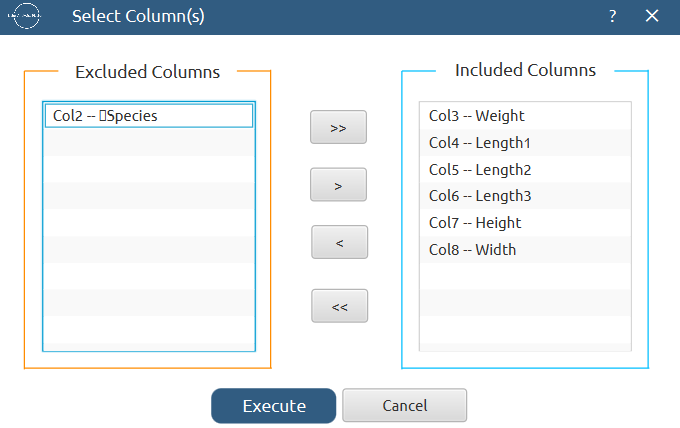 Select Column(s)
?
Excluded Columns
Included Columns
Col2 -- Species
Col3 -- Weight
Col4 -- Length1
Col5 -- Length2
Col6 -- Length3
Col7 -- Height
Col8 -- Width
>>
>
<
<<
Execute
Cancel